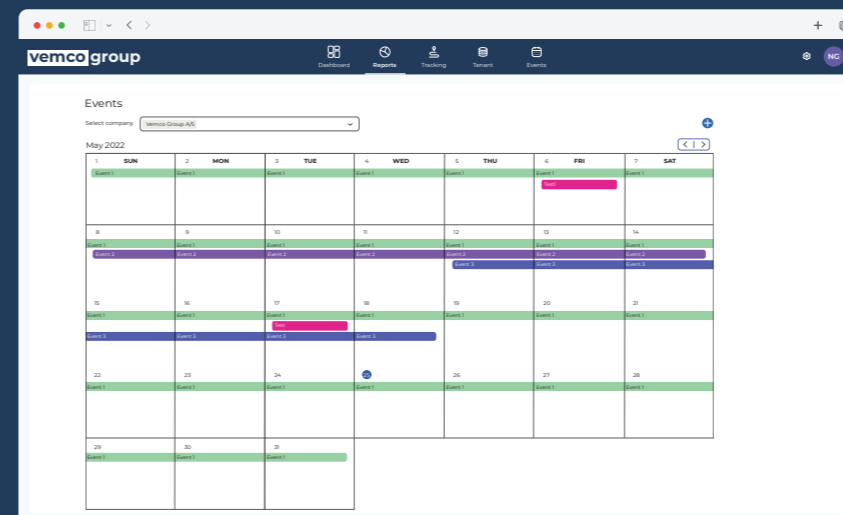 vemco group
Dashboard Reports Tracking Tenant Events
NG
Events
Select company Vemco Group A/S
May 2022
1 SUN 2 MON 3 TUE 4 WED 5 THU 6 FRI 7 SAT
Event 1 Event 1 Event 1 Event 1 Event 1 Event 1 Event 1
Test
8 9 10 11 12 13 14
Event 1 Event 1 Event 1 Event 1 Event 1 Event 1 Event 1
Event 2 Event 2 Event 2 Event 2 Event 2 Event 2 Event 2
Event 3 Event 3 Event 3
15 16 17 18 19 20 21
Event 1 Event 1 Event 1 Event 1 Event 1 Event 1 Event 1
Test
Event 3 Event 3 Event 3 Event 3
22 23 24 25 26 27 28
Event 1 Event 1 Event 1 Event 1 Event 1 Event 1 Event 1
29 30 31
Event 1 Event 1 Event 1